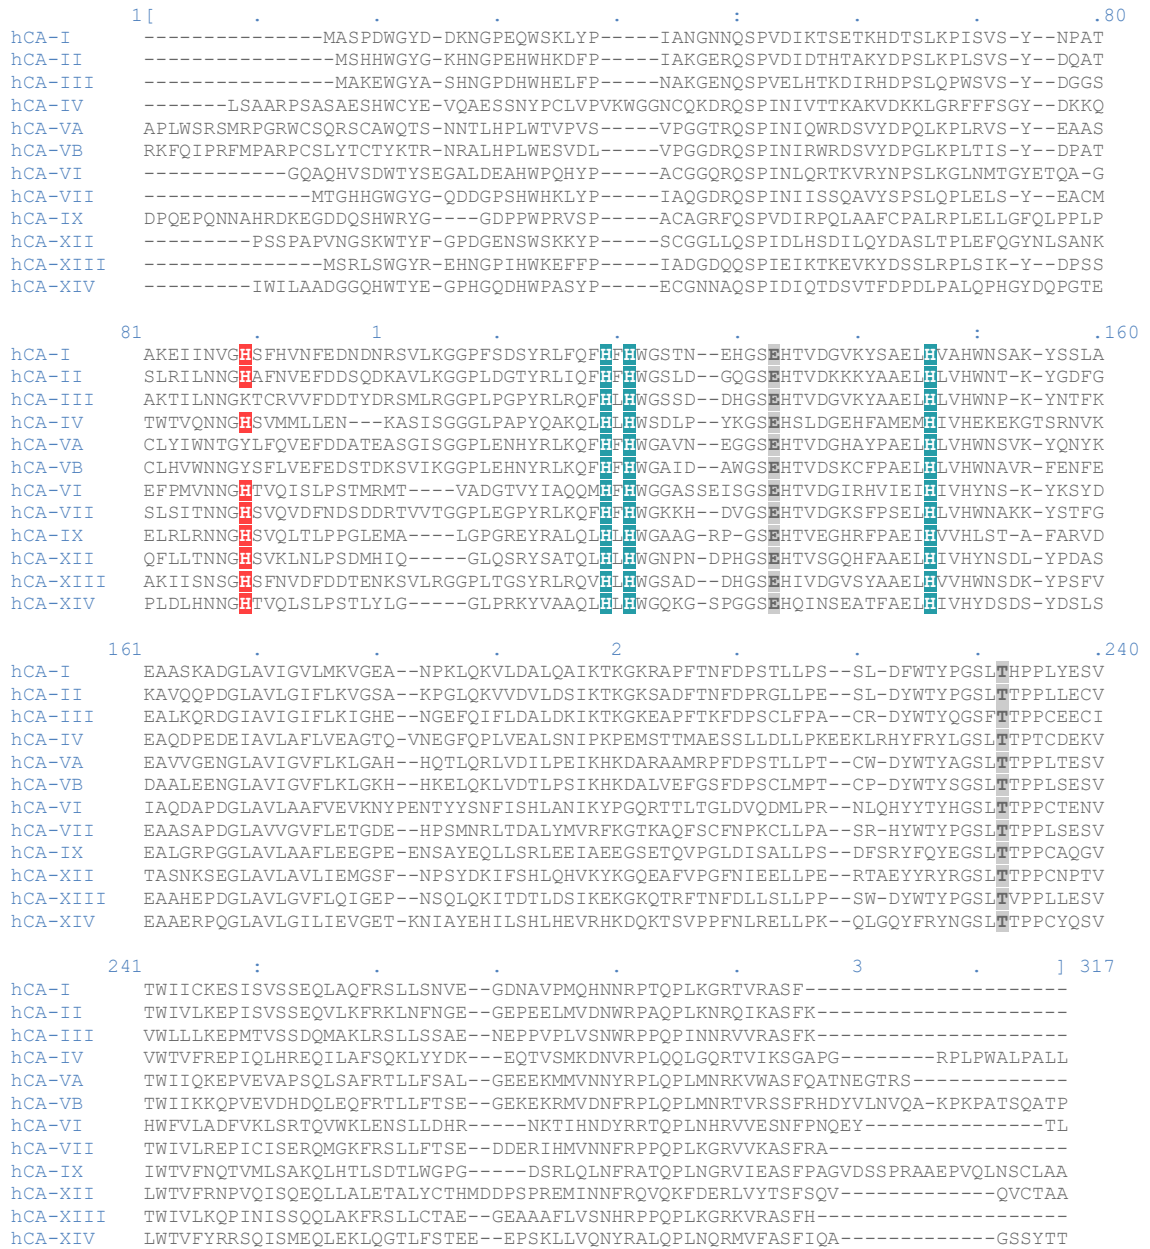 1 [ . . . . : . . .80
hCA-I ---------------MASPDWGYD-DKNGPEQWSKLYP-----IANGNNQSPVDIKTSETKHDTSLKPISVS-Y--NPAT
hCA-II ----------------MSHHWGYG-KHNGPEHWHKDFP-----IAKGERQSPVDIDTHTAKYDPSLKPLSVS-Y--DQAT
hCA-III ----------------MAKEWGYA-SHNGPDHWHELFP-----NAKGENQSPVELHTKDIRHDPSLQPWSVS-Y--DGGS
hCA-IV -------LSAARPSASAESHWCYE-VQAESSNYPCLVPVKWGGNCQKDRQSPINIVTTKAKVDKKLGRFFFSGY--DKKQ
hCA-VA APLWSRSMRPGRWCSQRSCAWQTS-NNTLHPLWTVPVS-----VPGGTRQSPINIQWRDSVYDPQLKPLRVS-Y--EAAS
hCA-VB RKFQIPRFMPARPCSLYTCTYKTR-NRALHPLWESVDL-----VPGGDRQSPINIRWRDSVYDPGLKPLTIS-Y--DPAT
hCA-VI ------------GQAQHVSDWTYSEGALDEAHWPQHYP-----ACGGQRQSPINLQRTKVRYNPSLKGLNMTGYETQA-G
hCA-VII --------------MTGHHGWGYG-QDDGPSHWHKLYP-----IAQGDRQSPINIISSQAVYSPSLQPLELS-Y--EACM
hCA-IX DPQEPQNNAHRDKEGDDQSHWRYG----GDPPWPRVSP-----ACAGRFQSPVDIRPQLAAFCPALRPLELLGFQLPPLP
hCA-XII ---------PSSPAPVNGSKWTYF-GPDGENSWSKKYP-----SCGGLLQSPIDLHSDILQYDASLTPLEFQGYNLSANK
hCA-XIII ---------------MSRLSWGYR-EHNGPIHWKEFFP-----IADGDQQSPIEIKTKEVKYDSSLRPLSIK-Y--DPSS
hCA-XIV ---------IWILAADGGQHWTYE-GPHGQDHWPASYP-----ECGNNAQSPIDIQTDSVTFDPDLPALQPHGYDQPGTE
81 . 1 . . . . : .160
hCA-I AKEIINVGHSFHVNFEDNDNRSVLKGGPFSDSYRLFQFHFHWGSTN--EHGSEHTVDGVKYSAELHVAHWNSAK-YSSLA
hCA-II SLRILNNGHAFNVEFDDSQDKAVLKGGPLDGTYRLIQFHFHWGSLD--GQGSEHTVDKKKYAAELHLVHWNT-K-YGDFG
hCA-III AKTILNNGKTCRVVFDDTYDRSMLRGGPLPGPYRLRQFHLHWGSSD--DHGSEHTVDGVKYAAELHLVHWNP-K-YNTFK
hCA-IV TWTVQNNGHSVMMLLEN---KASISGGGLPAPYQAKQLHLHWSDLP--YKGSEHSLDGEHFAMEMHIVHEKEKGTSRNVK
hCA-VA CLYIWNTGYLFQVEFDDATEASGISGGPLENHYRLKQFHFHWGAVN--EGGSEHTVDGHAYPAELHLVHWNSVK-YQNYK
hCA-VB CLHVWNNGYSFLVEFEDSTDKSVIKGGPLEHNYRLKQFHFHWGAID--AWGSEHTVDSKCFPAELHLVHWNAVR-FENFE
hCA-VI EFPMVNNGHTVQISLPSTMRMT----VADGTVYIAQQMHFHWGGASSEISGSEHTVDGIRHVIEIHIVHYNS-K-YKSYD
hCA-VII SLSITNNGHSVQVDFNDSDDRTVVTGGPLEGPYRLKQFHFHWGKKH--DVGSEHTVDGKSFPSELHLVHWNAKK-YSTFG
hCA-IX ELRLRNNGHSVQLTLPPGLEMA----LGPGREYRALQLHLHWGAAG-RP-GSEHTVEGHRFPAEIHVVHLST-A-FARVD
hCA-XII QFLLTNNGHSVKLNLPSDMHIQ-----GLQSRYSATQLHLHWGNPN-DPHGSEHTVSGQHFAAELHIVHYNSDL-YPDAS
hCA-XIII AKIISNSGHSFNVDFDDTENKSVLRGGPLTGSYRLRQVHLHWGSAD--DHGSEHIVDGVSYAAELHVVHWNSDK-YPSFV
hCA-XIV PLDLHNNGHTVQLSLPSTLYLG-----GLPRKYVAAQLHLHWGQKG-SPGGSEHQINSEATFAELHIVHYDSDS-YDSLS
161 . . . 2 . . . .240
hCA-I EAASKADGLAVIGVLMKVGEA--NPKLQKVLDALQAIKTKGKRAPFTNFDPSTLLPS--SL-DFWTYPGSLTHPPLYESV
hCA-II KAVQQPDGLAVLGIFLKVGSA--KPGLQKVVDVLDSIKTKGKSADFTNFDPRGLLPE--SL-DYWTYPGSLTTPPLLECV
hCA-III EALKQRDGIAVIGIFLKIGHE--NGEFQIFLDALDKIKTKGKEAPFTKFDPSCLFPA--CR-DYWTYQGSFTTPPCEECI
hCA-IV EAQDPEDEIAVLAFLVEAGTQ-VNEGFQPLVEALSNIPKPEMSTTMAESSLLDLLPKEEKLRHYFRYLGSLTTPTCDEKV
hCA-VA EAVVGENGLAVIGVFLKLGAH--HQTLQRLVDILPEIKHKDARAAMRPFDPSTLLPT--CW-DYWTYAGSLTTPPLTESV
hCA-VB DAALEENGLAVIGVFLKLGKH--HKELQKLVDTLPSIKHKDALVEFGSFDPSCLMPT--CP-DYWTYSGSLTTPPLSESV
hCA-VI IAQDAPDGLAVLAAFVEVKNYPENTYYSNFISHLANIKYPGQRTTLTGLDVQDMLPR--NLQHYYTYHGSLTTPPCTENV
hCA-VII EAASAPDGLAVVGVFLETGDE--HPSMNRLTDALYMVRFKGTKAQFSCFNPKCLLPA--SR-HYWTYPGSLTTPPLSESV
hCA-IX EALGRPGGLAVLAAFLEEGPE-ENSAYEQLLSRLEEIAEEGSETQVPGLDISALLPS--DFSRYFQYEGSLTTPPCAQGV
hCA-XII TASNKSEGLAVLAVLIEMGSF--NPSYDKIFSHLQHVKYKGQEAFVPGFNIEELLPE--RTAEYYRYRGSLTTPPCNPTV
hCA-XIII EAAHEPDGLAVLGVFLQIGEP--NSQLQKITDTLDSIKEKGKQTRFTNFDLLSLLPP--SW-DYWTYPGSLTVPPLLESV
hCA-XIV EAAERPQGLAVLGILIEVGET-KNIAYEHILSHLHEVRHKDQKTSVPPFNLRELLPK--QLGQYFRYNGSLTTPPCYQSV
241 : . . . . 3 . ] 317
hCA-I TWIICKESISVSSEQLAQFRSLLSNVE--GDNAVPMQHNNRPTQPLKGRTVRASF----------------------
hCA-II TWIVLKEPISVSSEQVLKFRKLNFNGE--GEPEELMVDNWRPAQPLKNRQIKASFK---------------------
hCA-III VWLLLKEPMTVSSDQMAKLRSLLSSAE--NEPPVPLVSNWRPPQPINNRVVRASFK---------------------
hCA-IV VWTVFREPIQLHREQILAFSQKLYYDK--EQTVSMKDNVRPLQQLGQRTVIKSGAPG--------RPLPWALPALL
hCA-VA TWIIQKEPVEVAPSQLSAFRTLLFSAL--GEEEKMMVNNYRPLQPLMNRKVWASFQATNEGTRS-------------
hCA-VB TWIIKKQPVEVDHDQLEQFRTLLFTSE--GEKEKRMVDNFRPLQPLMNRTVRSSFRHDYVLNVQA-KPKPATSQATP
hCA-VI HWFVLADFVKLSRTQVWKLENSLLDHR-----NKTIHNDYRRTQPLNHRVVESNFPNQEY--------------TL
hCA-VII TWIVLREPICISERQMGKFRSLLFTSE--DDERIHMVNNFRPPQPLKGRVVKASFRA--------------------
hCA-IX IWTVFNQTVMLSAKQLHTLSDTLWGPG-----DSRLQLNFRATQPLNGRVIEASFPAGVDSSPRAAEPVQLNSCLAA
hCA-XII LWTVFRNPVQISQEQLLALETALYCTHMDDPSPREMINNFRQVQKFDERLVYTSFSQV-------------QVCTAA
hCA-XIII TWIVLKQPINISSQQLAKFRSLLCTAE--GEAAAFLVSNHRPPQPLKGRKVRASFH---------------------
hCA-XIV LWTVFYRRSQISMEQLEKLQGTLFSTEE--EPSKLLVQNYRALQPLNQRMVFASFIQA-------------GSSYTT